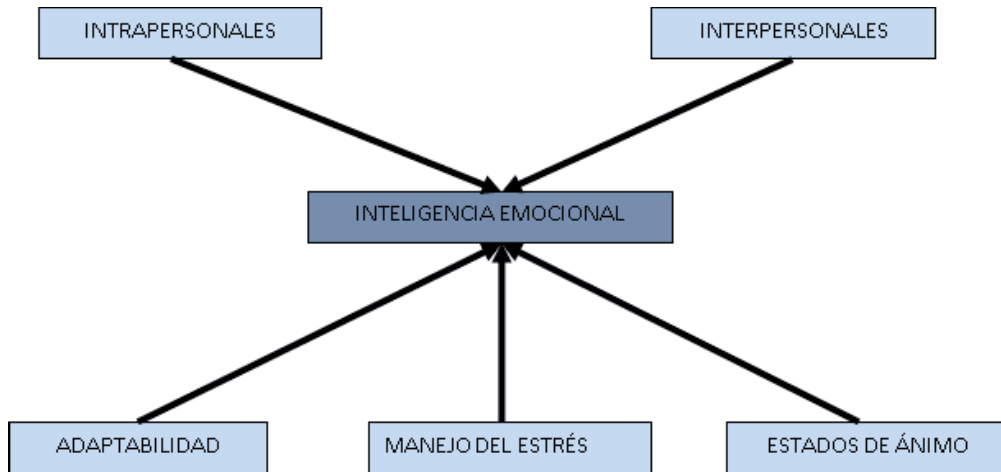 INTRAPERSONALES
INTERPERSONALES
INTELIGENCIA EMOCIONAL
ADAPTABILIDAD
MANEJO DEL ESTRÉS
ESTADOS DE ÁNIMO